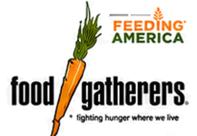 FEEDING
AMERICA
food gatherers®
* fighting hunger where we live